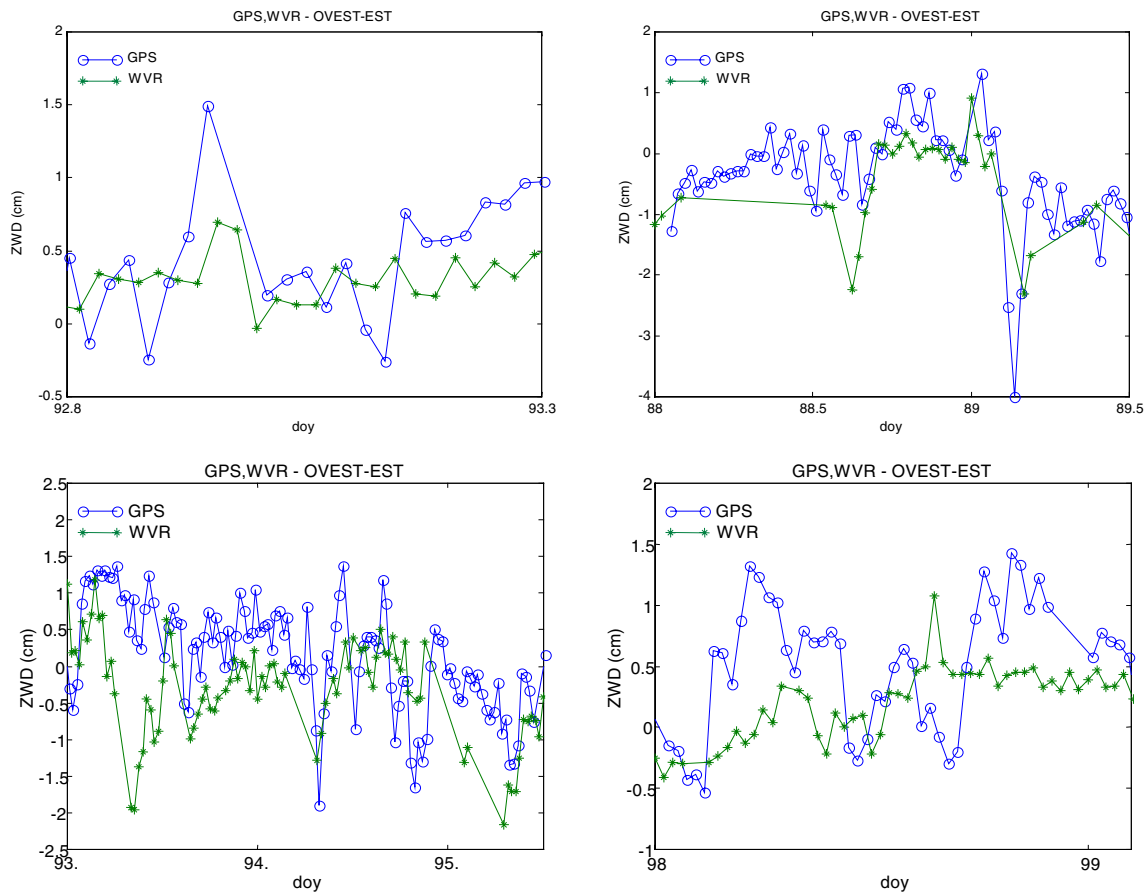 GPS,WVR - OVEST-EST
2
1.5
1
0.5
0
-0.5
ZWD (cm)
GPS
WVR
92.8
93.3
doy
GPS,WVR - OVEST-EST
2
1
0
-1
-2
-3
-4
ZWD (cm)
GPS
WVR
88
88.5
89
89.5
doy
GPS,WVR - OVEST-EST
2.5
2
1.5
1
0.5
0
-0.5
-1
-1.5
-2
-2.5
ZWD (cm)
GPS
WVR
93.
94.
95.
doy
GPS,WVR - OVEST-EST
2
1.5
1
0.5
0
-0.5
-1
ZWD (cm)
GPS
WVR
98
99
doy